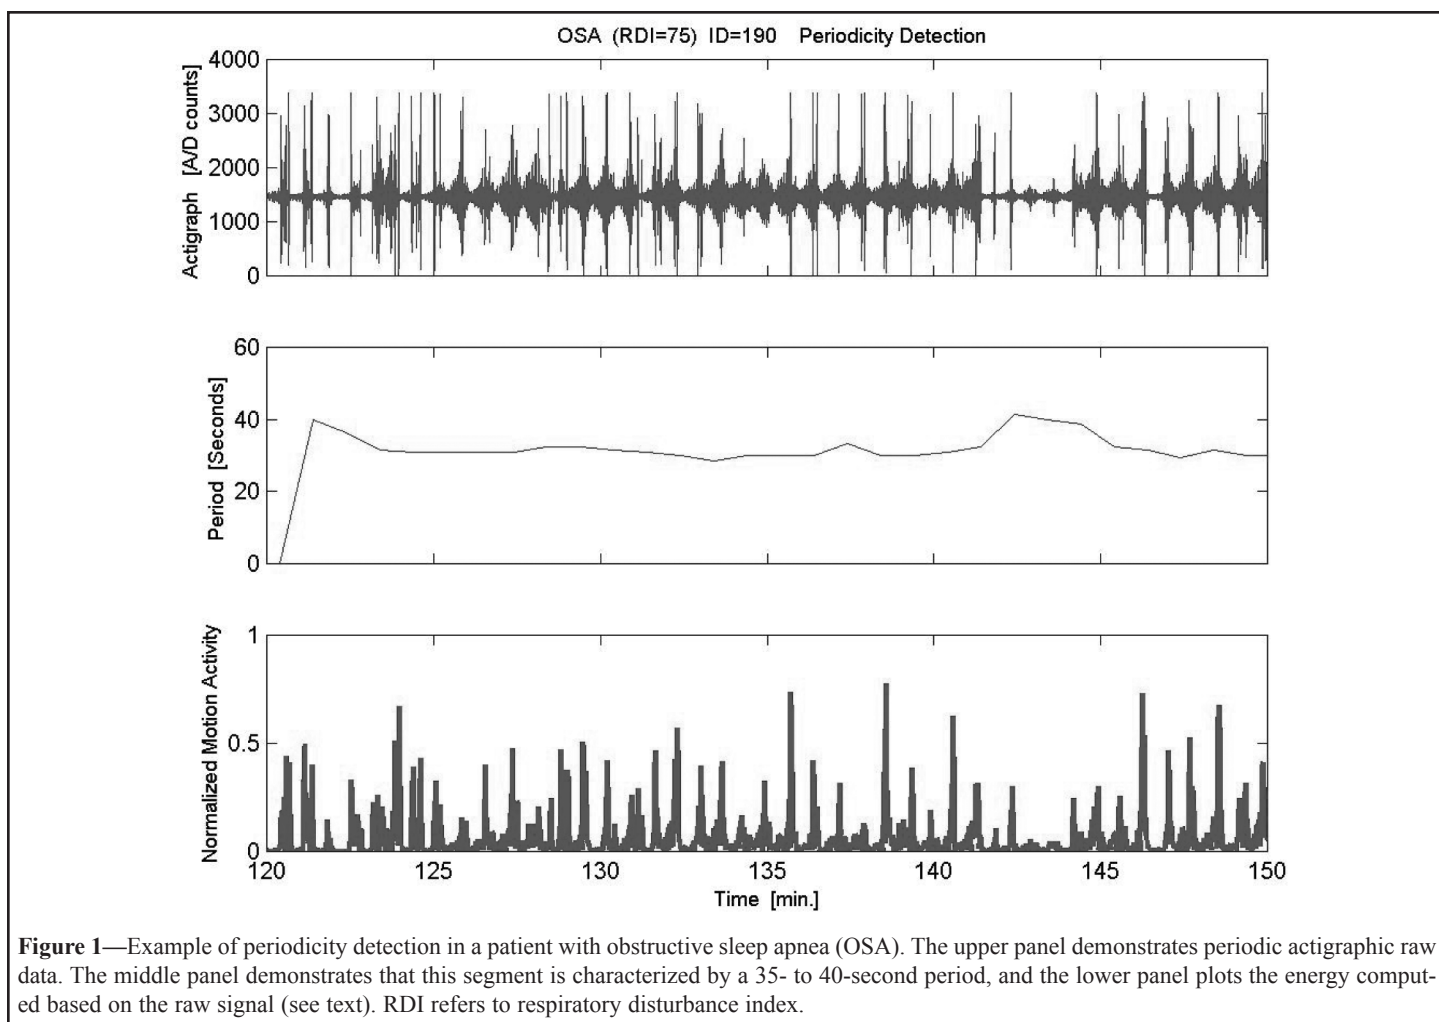 OSA (RDI=75) ID=190 Periodicity Detection
Actigraph [A/D counts]
4000
3000
2000
1000
0
Period [Seconds]
60
40
20
0
Normalized Motion Activity
1
0.5
0
120 125 130 135 140 145 150
Time [min.]
Figure 1—Example of periodicity detection in a patient with obstructive sleep apnea (OSA). The upper panel demonstrates periodic actigraphic raw
data. The middle panel demonstrates that this segment is characterized by a 35- to 40-second period, and the lower panel plots the energy comput-
ed based on the raw signal (see text). RDI refers to respiratory disturbance index.